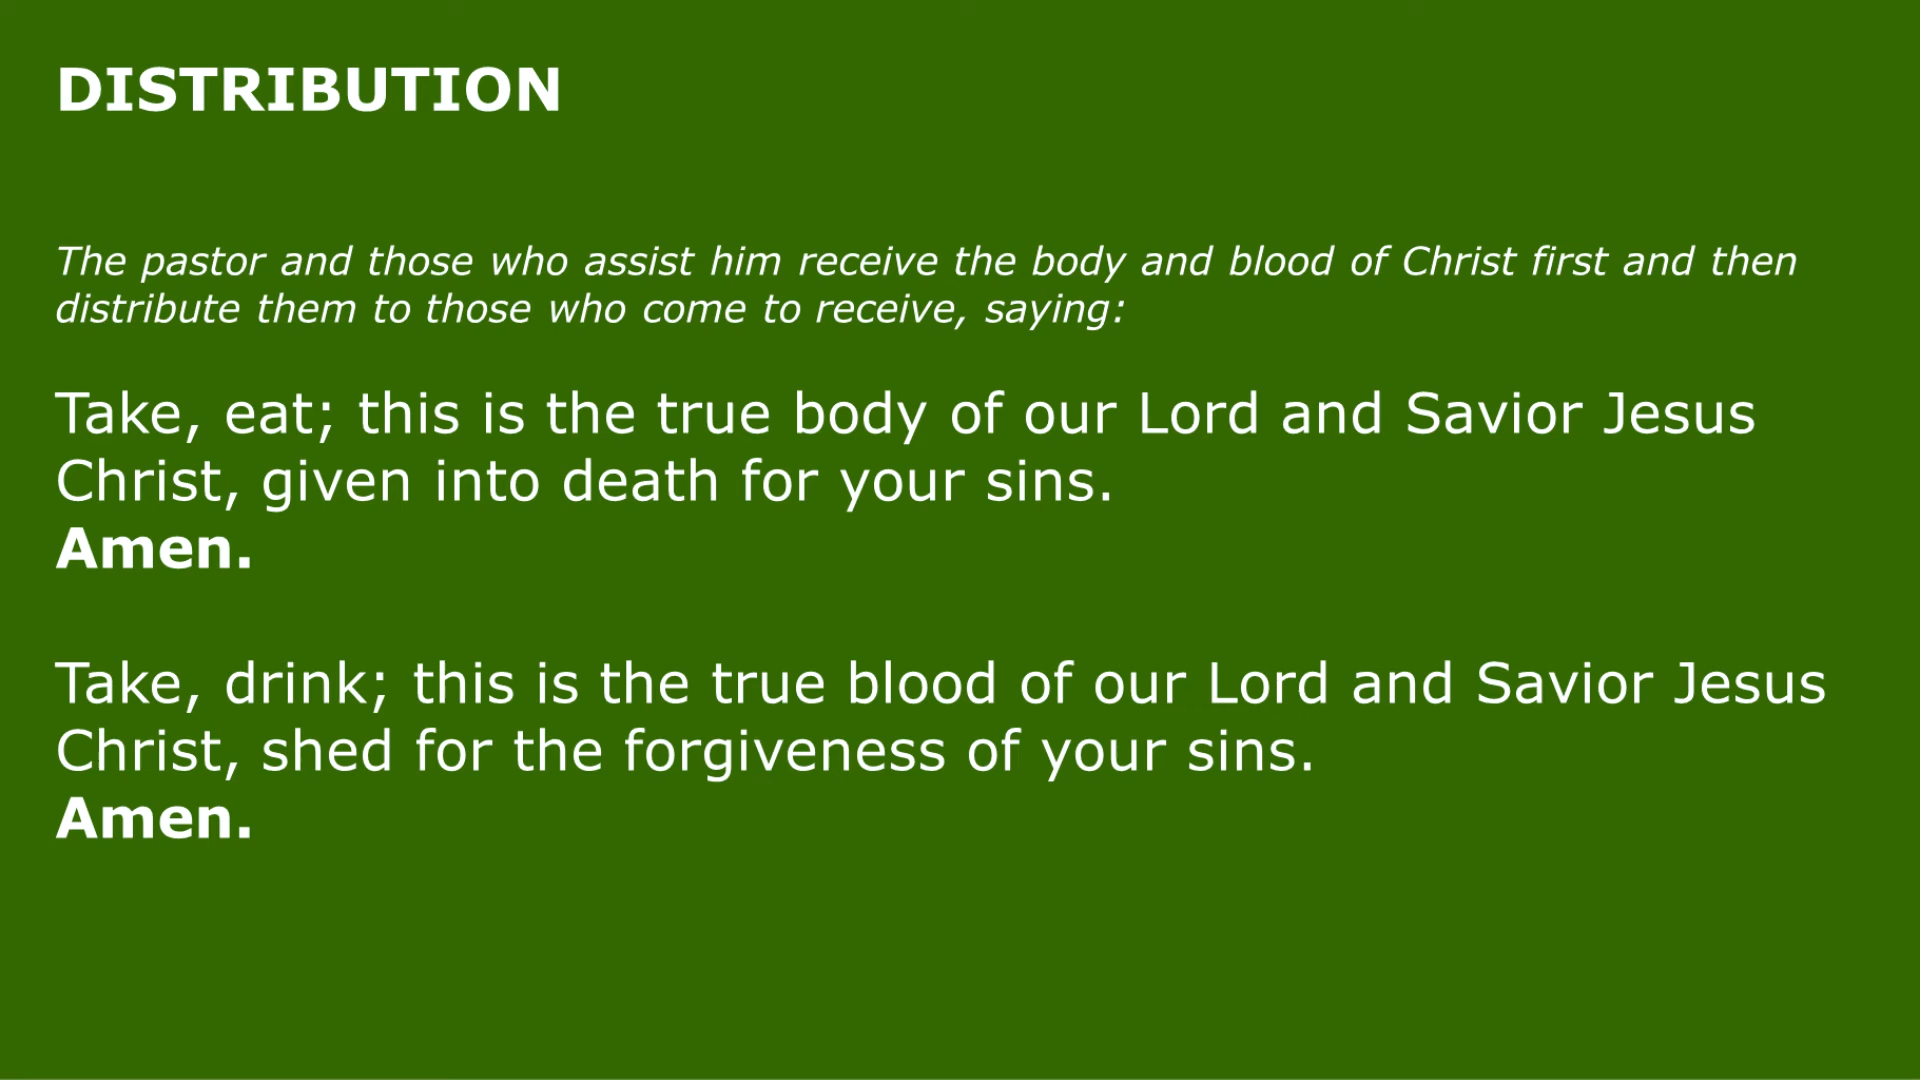 DISTRIBUTION
The pastor and those who assist him receive the body and blood of Christ first and then
distribute them to those who come to receive, saying:
Take, eat; this is the true body of our Lord and Savior Jesus
Christ, given into death for your sins.
Amen.
Take, drink; this is the true blood of our Lord and Savior Jesus
Christ, shed for the forgiveness of your sins.
Amen.